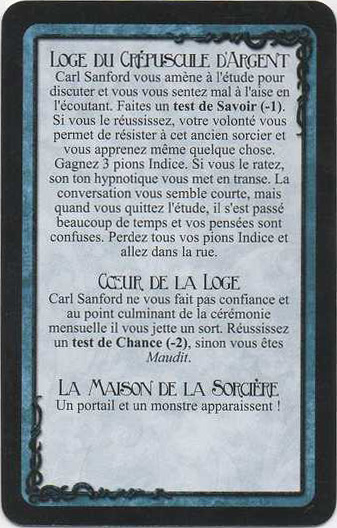 LOGE DU CRÉPUSCULE D'ARGENT
Carl Sanford vous amène à l'étude pour
discuter et vous vous sentez mal à l'aise en
l'écoutant. Faites un test de Savoir (-1).
Si vous le réussissez, votre volonté vous
permet de résister à cet ancien sorcier et
vous apprenez même quelque chose.
Gagnez 3 pions Indice. Si vous le ratez,
son ton hypnotique vous met en transe. La
conversation vous semble courte, mais
quand vous quittez l'étude, il s'est passé
beaucoup de temps et vos pensées sont
confuses. Perdez tous vos pions Indice et
allez dans la rue.
CŒUR DE LA LOGE
Carl Sanford ne vous fait pas confiance et
au point culminant de la cérémonie
mensuelle il vous jette un sort. Réussissez
un test de Chance (-2), sinon vous êtes
Maudit.
LA MAISON DE LA SORCIÈRE
Un portail et un monstre apparaissent !